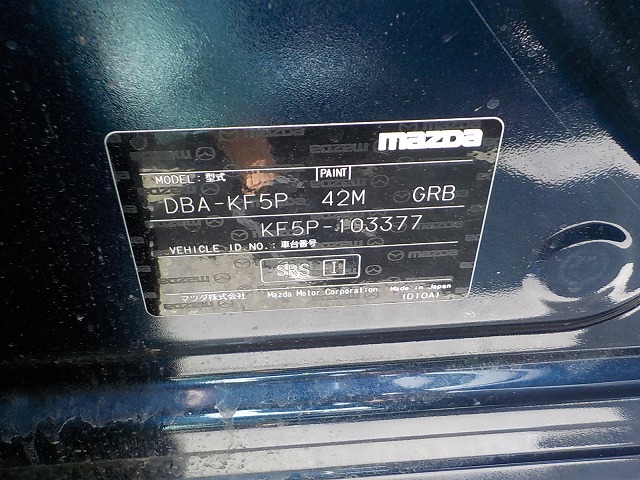 mazda
MODEL: 型式 PAINT
DBA-KF5P 42M GRB
KF5P-103377
VEHICLE ID.NO.: 車台番号
SRS I
マツダ株式会社 Mazda Motor Corporation Made in Japan
(D10A)